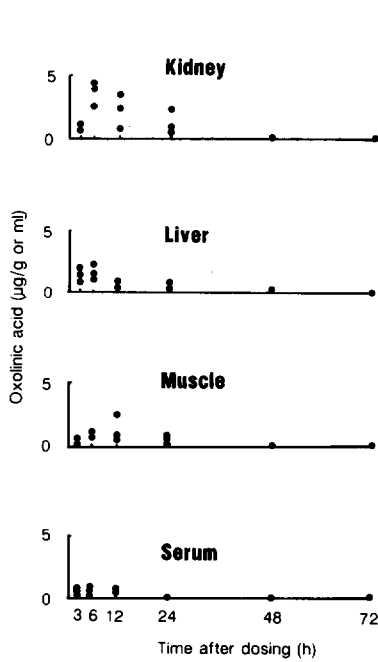 Kidney
5
0
Liver
5
0
Oxolinic acid (µg/g or ml)
Muscle
5
0
Serum
5
0
3 6 12 24 48 72
Time after dosing (h)